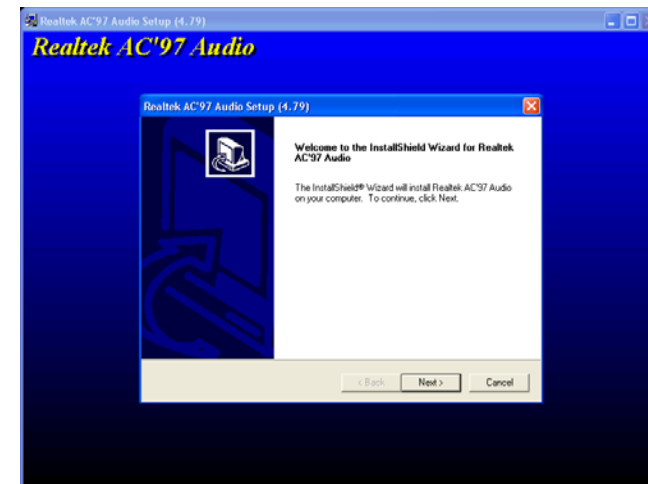 Realtek AC'97 Audio Setup (4.79)
Realtek AC'97 Audio
Realtek AC'97 Audio Setup (4.79)
Welcome to the InstallShield Wizard for Realtek
AC'97 Audio
The InstallShield® Wizard will install Realtek AC'97 Audio
on your computer. To continue, click Next.
< Back Next > Cancel